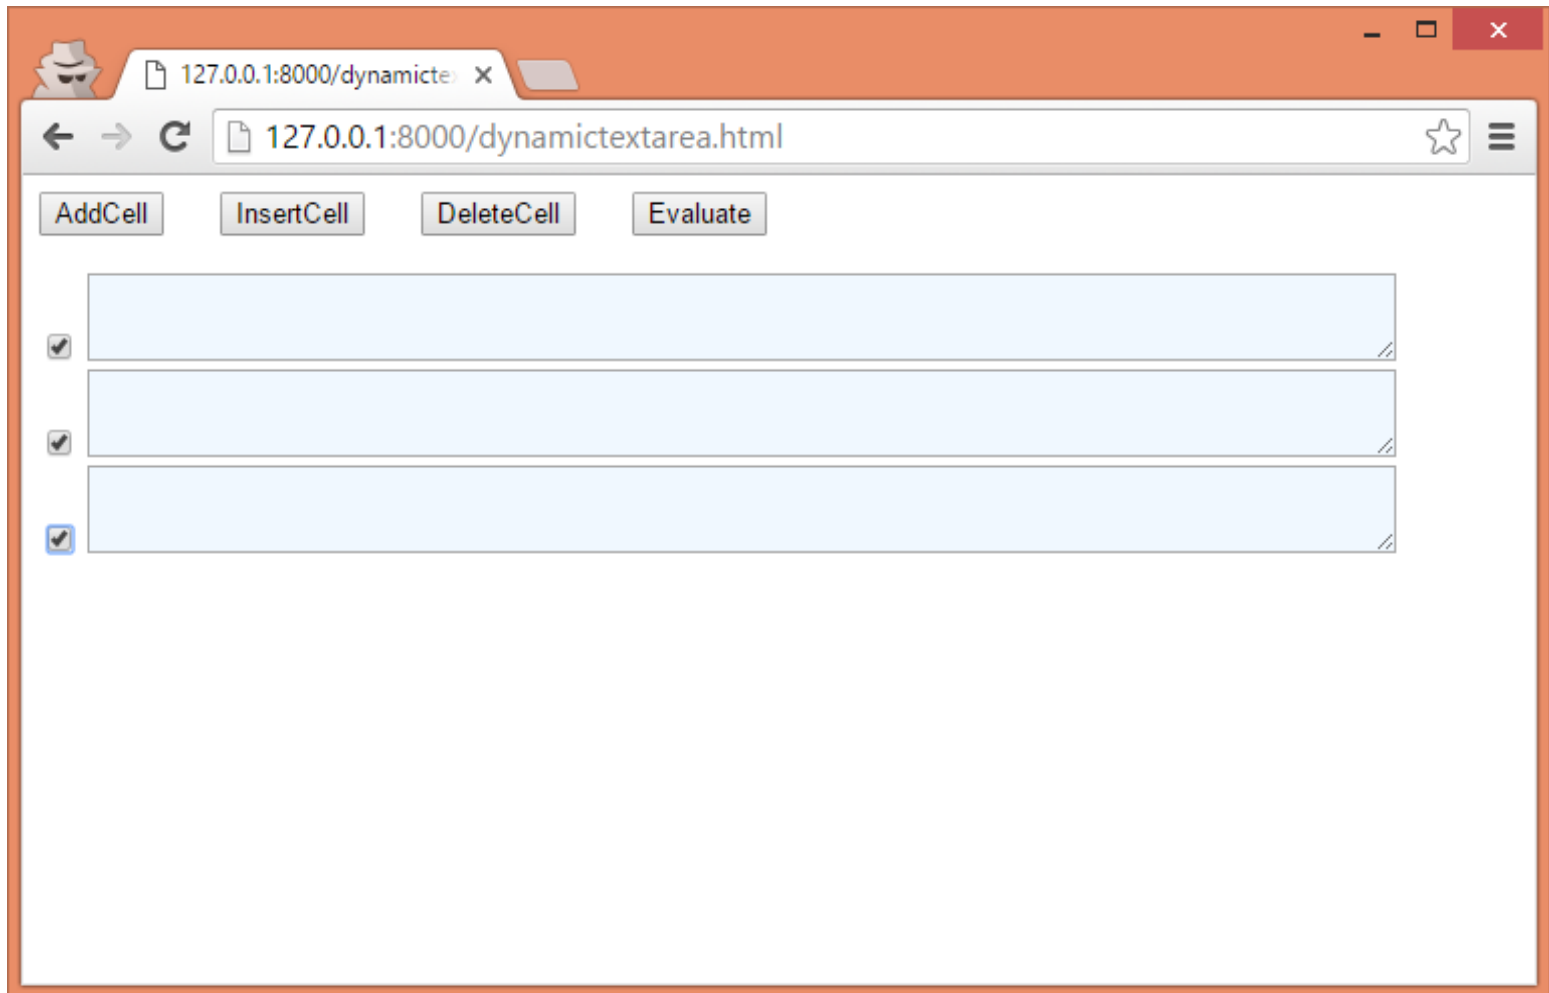 127.0.0.1:8000/dynamicte
127.0.0.1:8000/dynamictextarea.html
AddCell InsertCell DeleteCell Evaluate